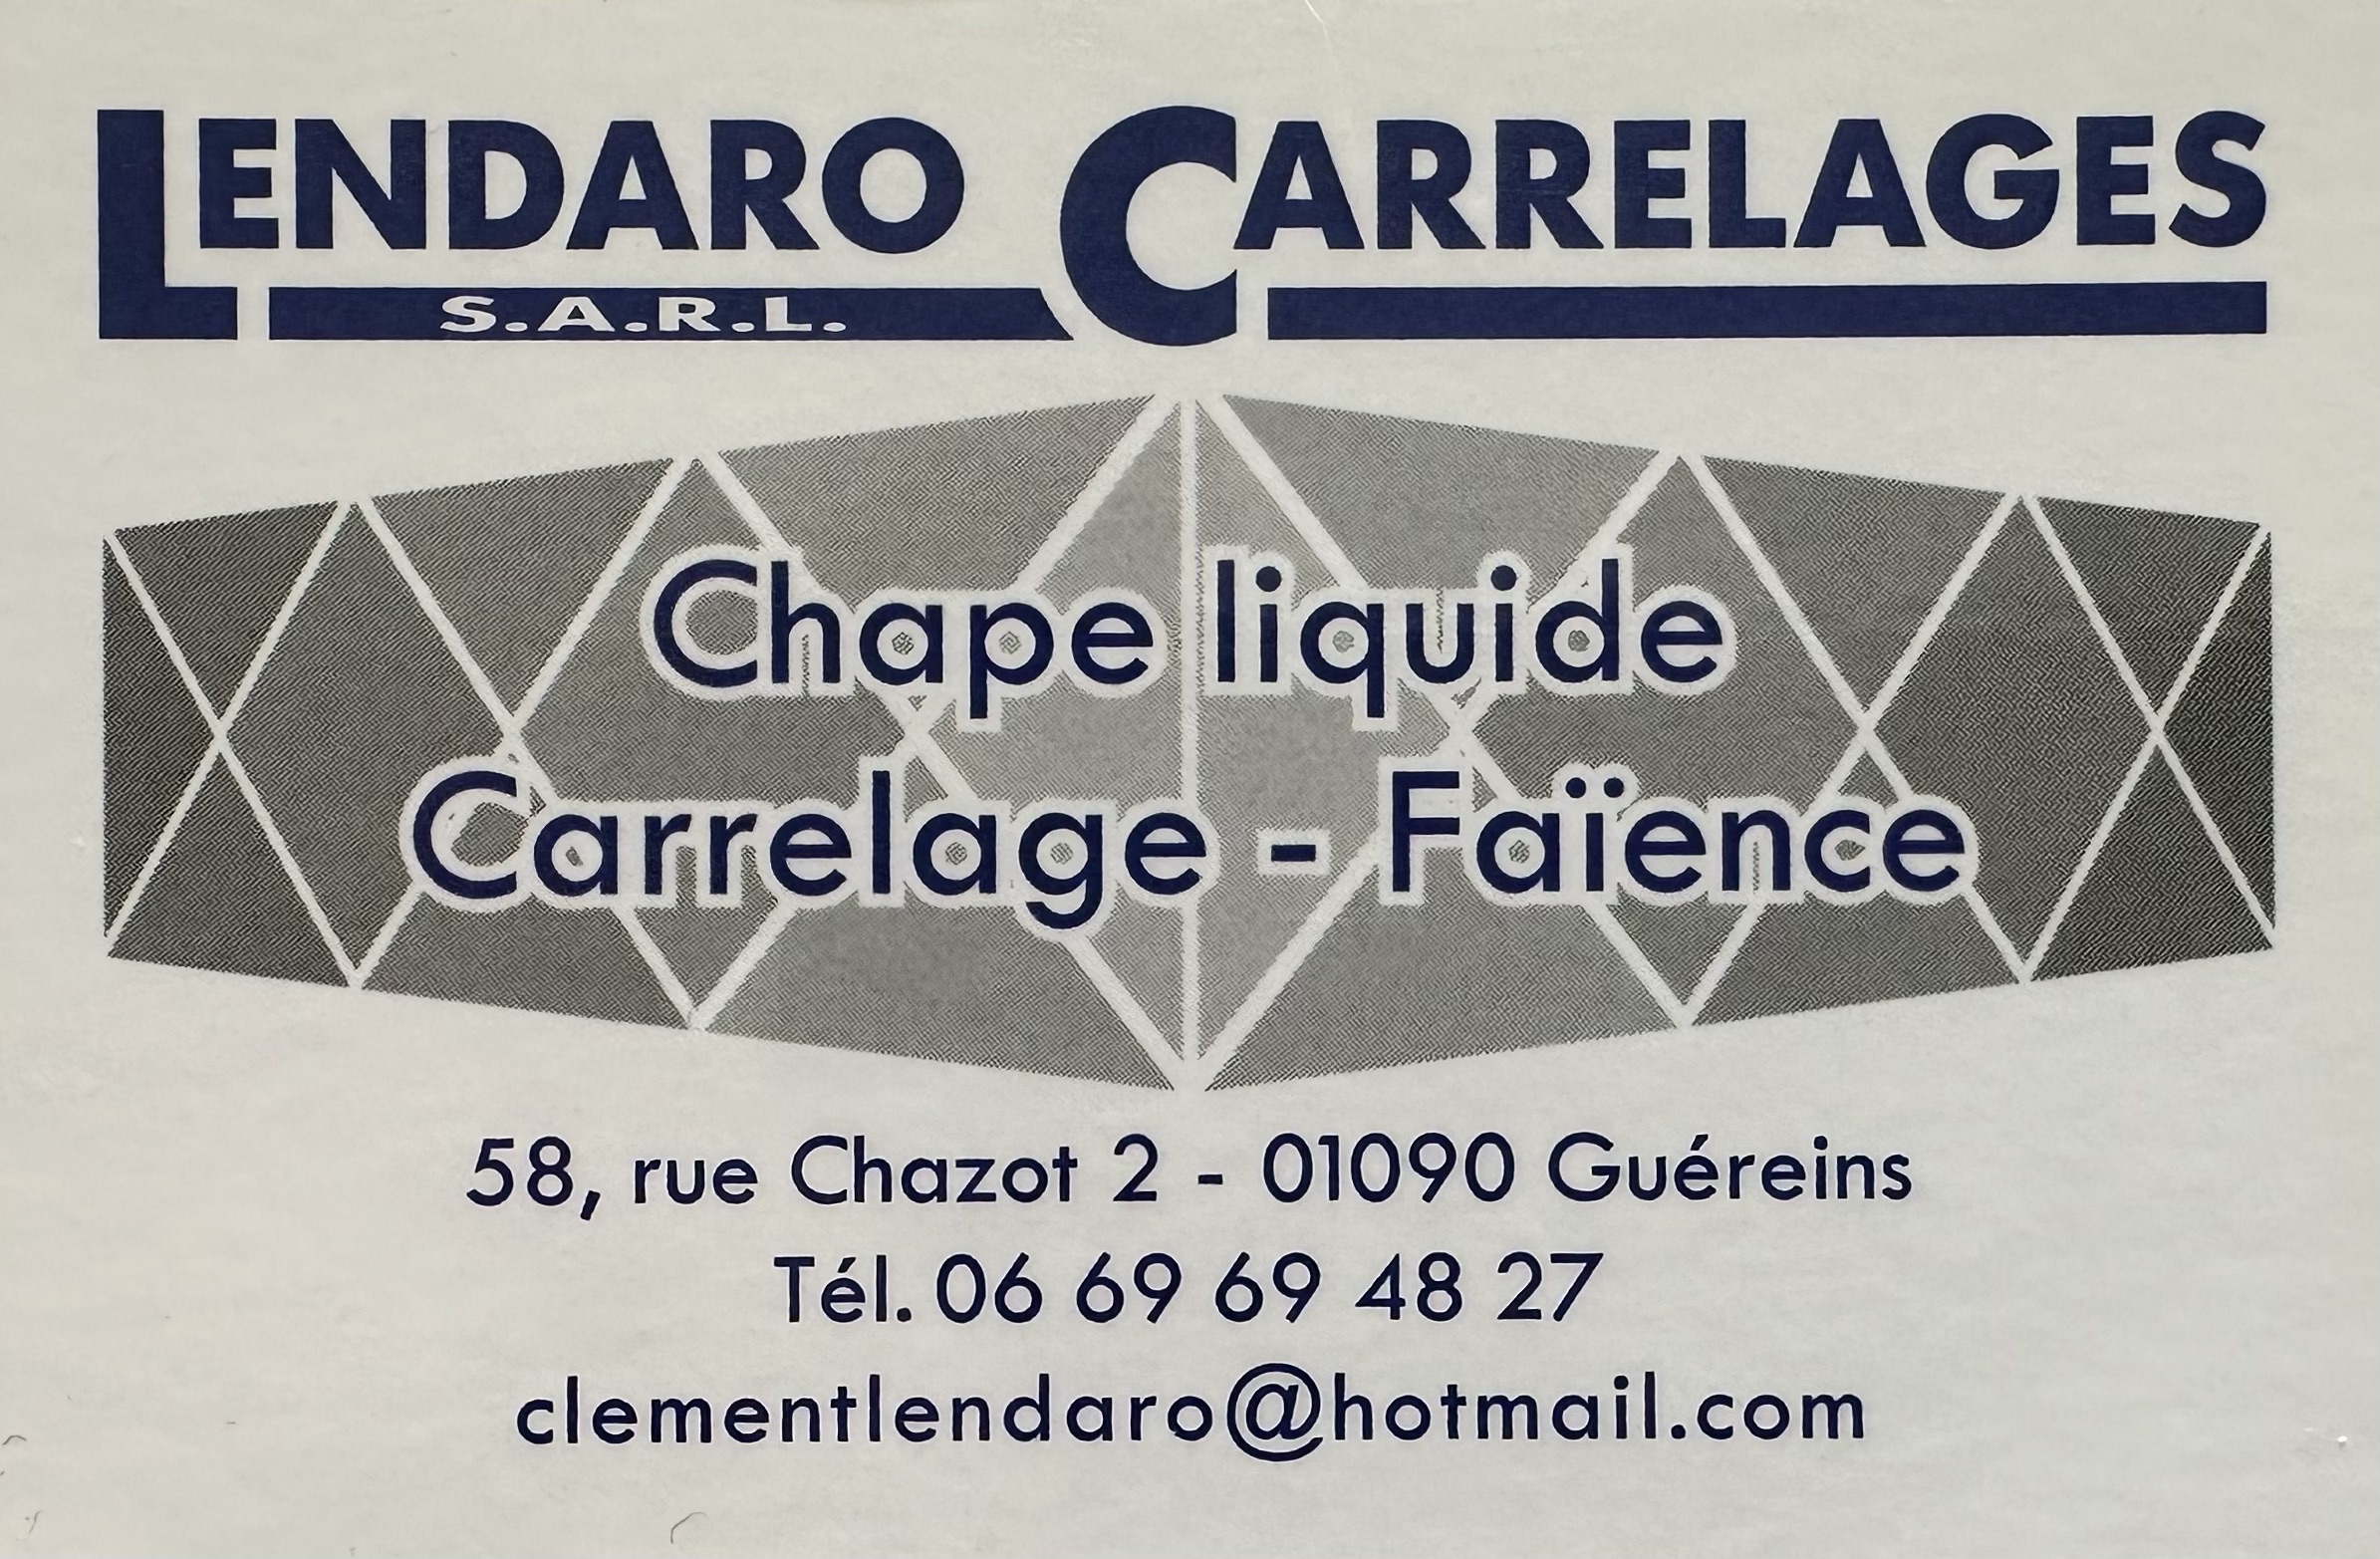 LENDARO CARRELAGES
S.A.R.L.
Chape liquide
Carrelage - Faïence
58, rue Chazot 2 - 01090 Guéreins
Tél. 06 69 69 48 27
clementlendaro@hotmail.com